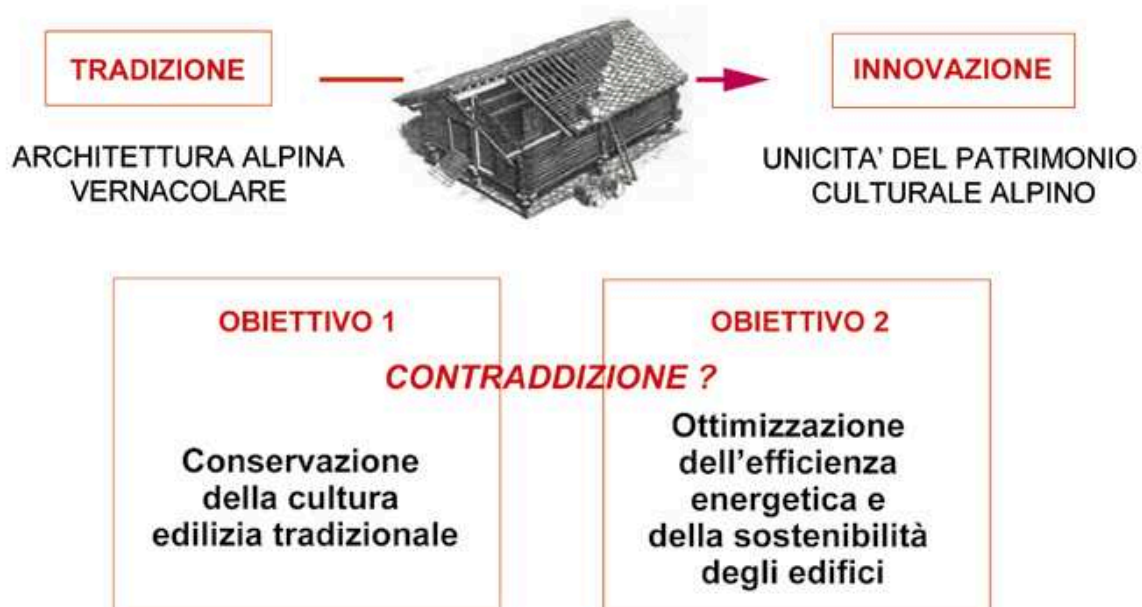 TRADIZIONE
INNOVAZIONE
ARCHITETTURA ALPINA
VERNACOLARE
UNICITA' DEL PATRIMONIO
CULTURALE ALPINO
OBIETTIVO 1
OBIETTIVO 2
CONTRADDIZIONE ?
Conservazione
della cultura
edilizia tradizionale
Ottimizzazione
dell'efficienza
energetica e
della sostenibilità
degli edifici